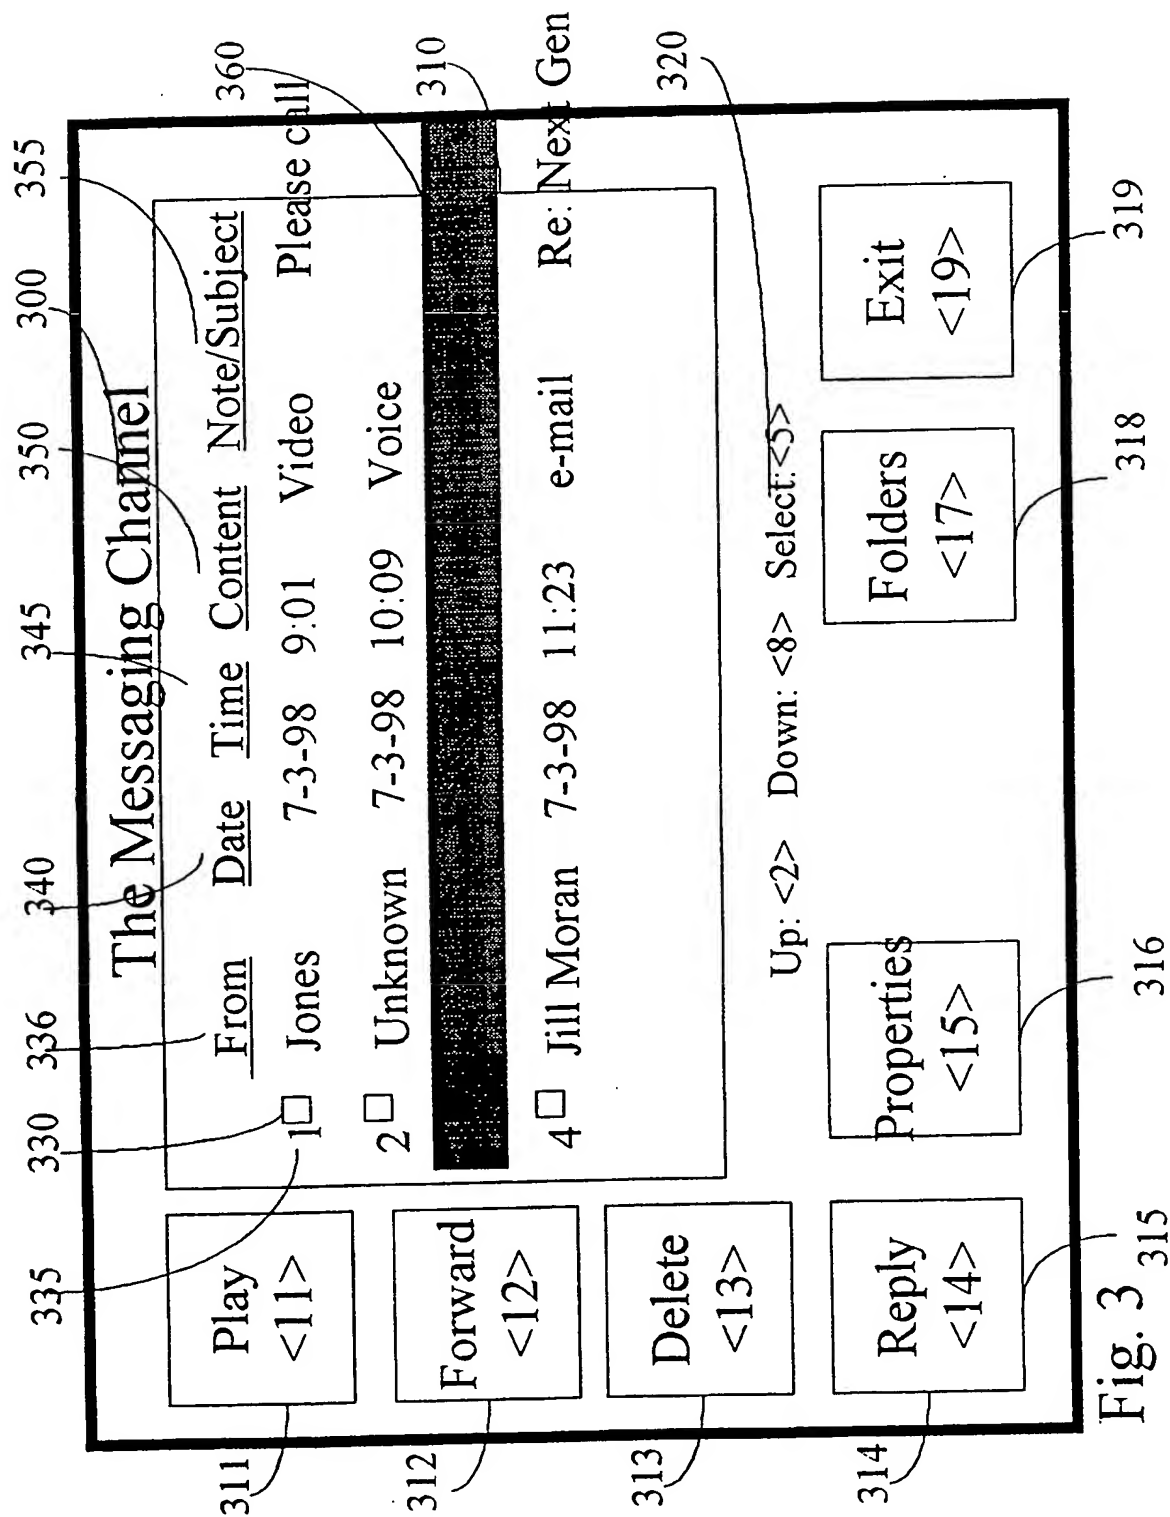 340 345 350 300 355
330 336
The Messaging Channel
360
310
320
335
From Date Time Content Note/Subject
1 Jones 7-3-98 9:01 Video Please call
2 Unknown 7-3-98 10:09 Voice
4 Jill Moran 7-3-98 11:23 e-mail Re: Next Gen
Up: <2> Down: <8> Select:<5>
311
Play
<11>
312
Forward
<12>
313
Delete
<13>
314
Reply
<14>
Properties
<15>
Folders
<17>
Exit
<19>
315 316 318 319
Fig. 3